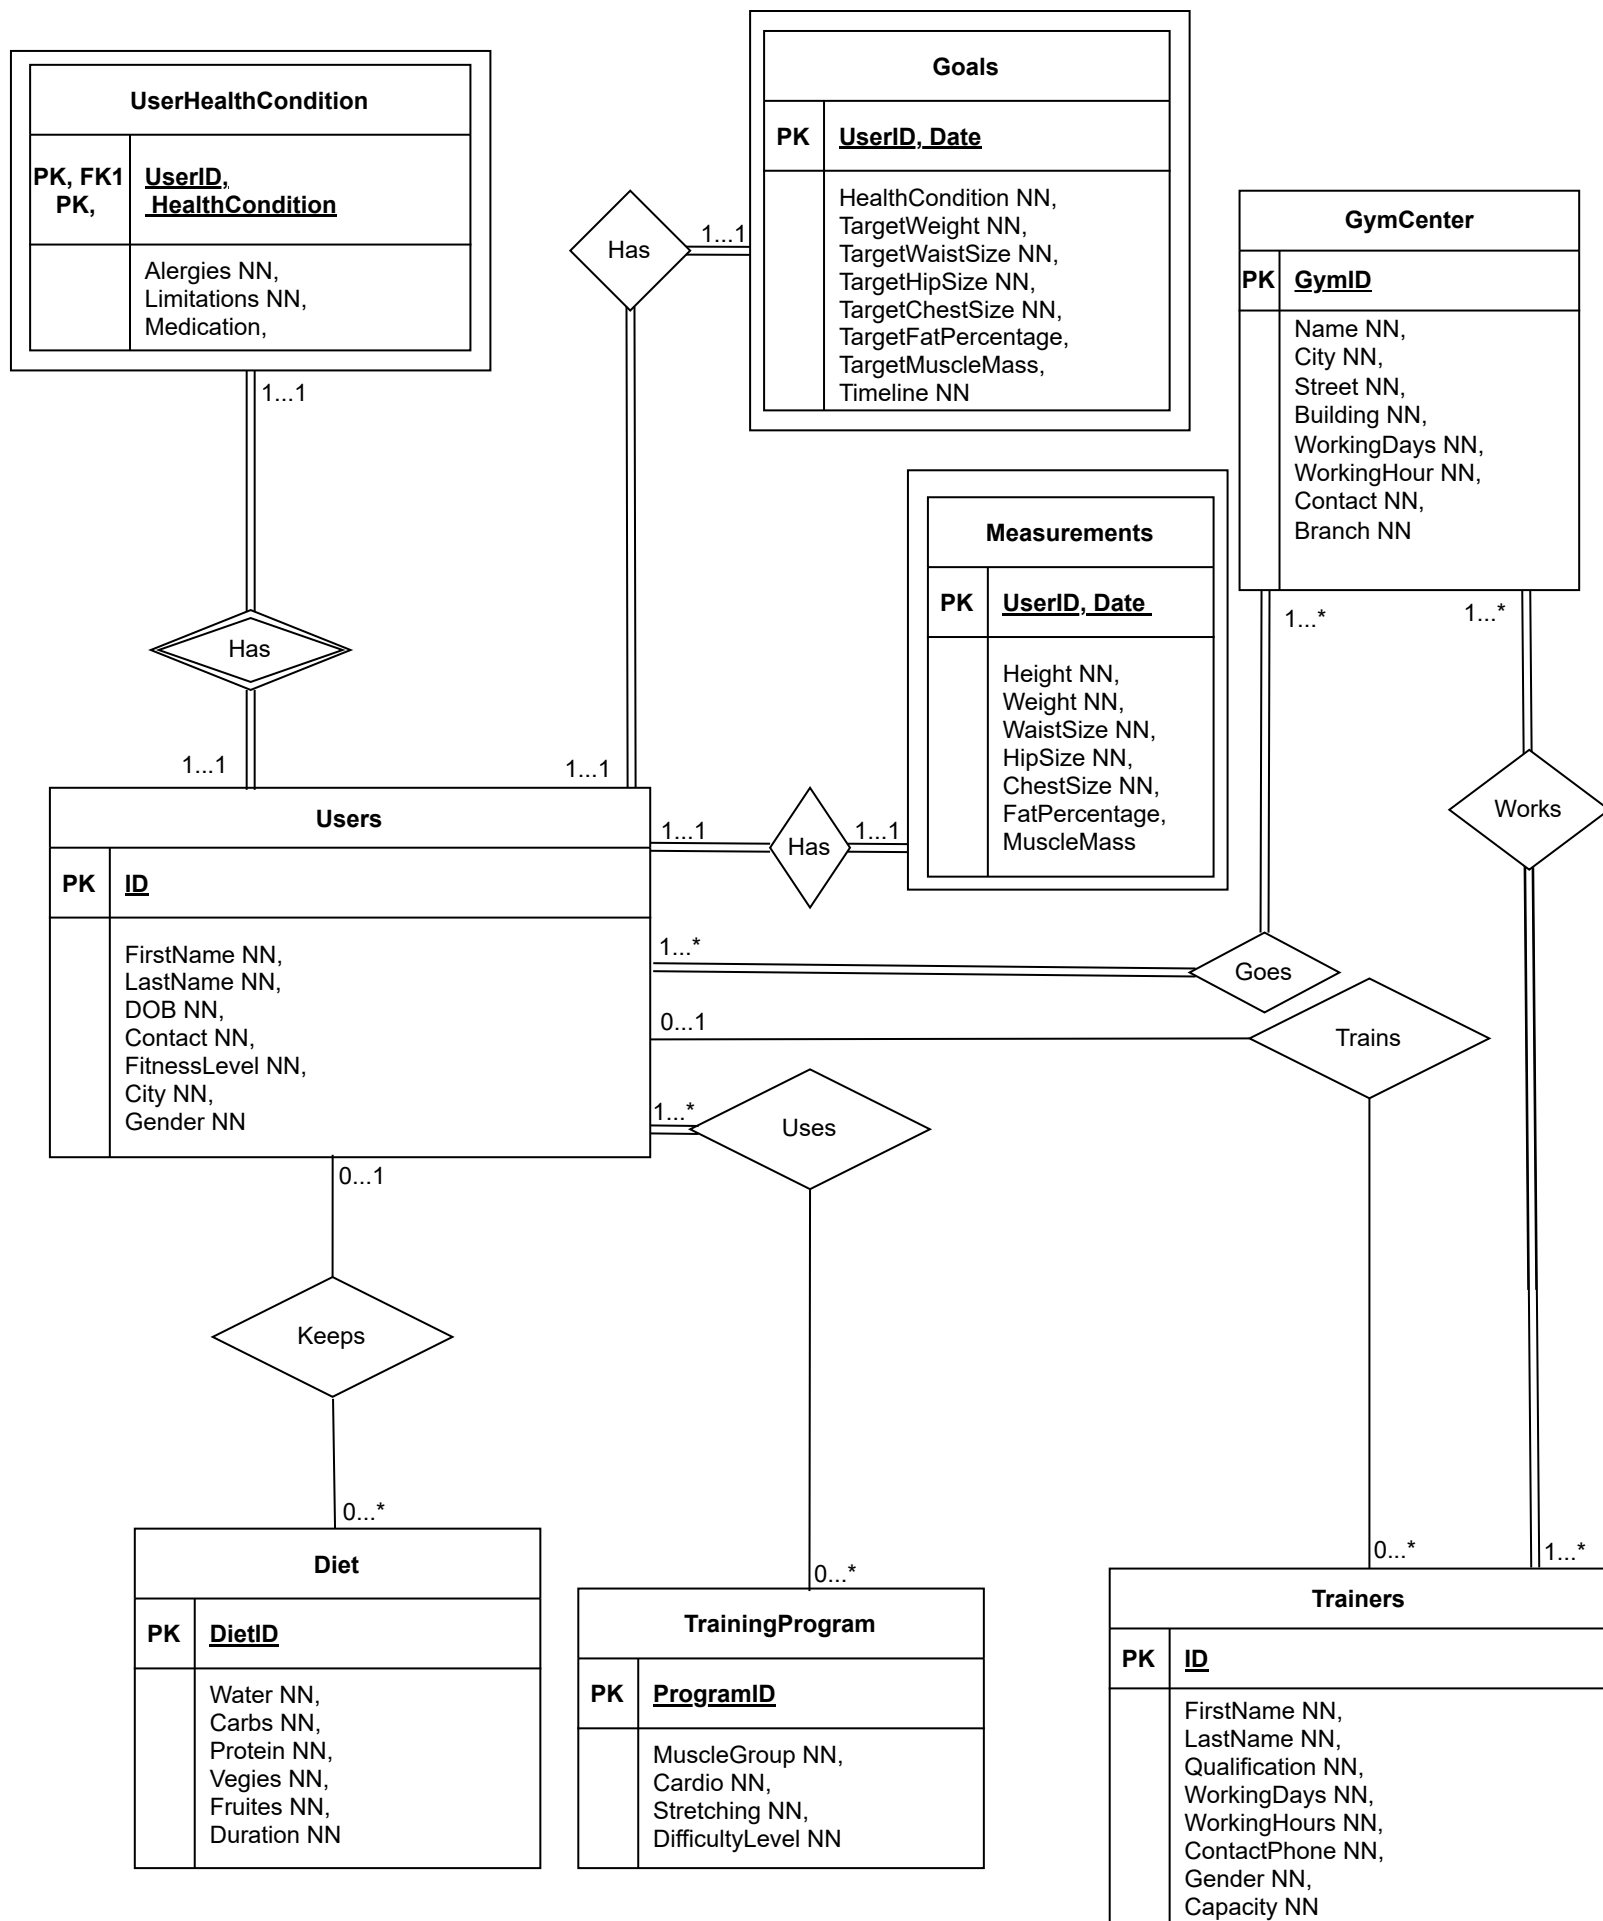 UserHealthCondition
PK, FK1
PK,
UserID,
HealthCondition
Alergies NN,
Limitations NN,
Medication,
1...1
Has
1...1
Goals
PK
UserID, Date
HealthCondition NN,
TargetWeight NN,
TargetWaistSize NN,
TargetHipSize NN,
TargetChestSize NN,
TargetFatPercentage,
TargetMuscleMass,
Timeline NN
Has
1...1
1...1
GymCenter
PK
GymID
Name NN,
City NN,
Street NN,
Building NN,
WorkingDays NN,
WorkingHour NN,
Contact NN,
Branch NN
1...*
1...*
Measurements
PK
UserID, Date
Height NN,
Weight NN,
WaistSize NN,
HipSize NN,
ChestSize NN,
FatPercentage,
MuscleMass
Works
Users
PK
ID
FirstName NN,
LastName NN,
DOB NN,
Contact NN,
FitnessLevel NN,
City NN,
Gender NN
1...1
Has
1...1
1...*
Goes
0...1
Trains
1...*
Uses
0...1
Keeps
0...*
Diet
PK
DietID
Water NN,
Carbs NN,
Protein NN,
Vegies NN,
Fruites NN,
Duration NN
0...*
TrainingProgram
PK
ProgramID
MuscleGroup NN,
Cardio NN,
Stretching NN,
DifficultyLevel NN
0...*
1...*
Trainers
PK
ID
FirstName NN,
LastName NN,
Qualification NN,
WorkingDays NN,
WorkingHours NN,
ContactPhone NN,
Gender NN,
Capacity NN